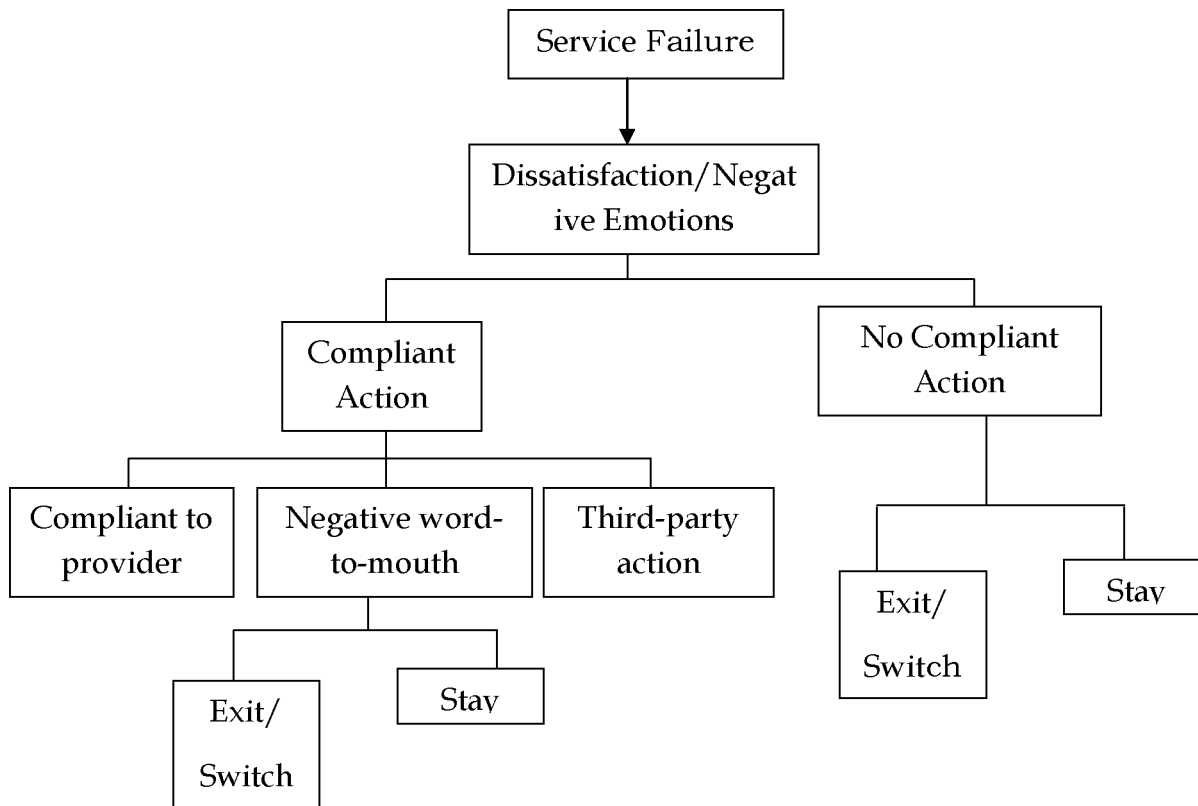 Service Failure
Dissatisfaction/Negat
ive Emotions
Compliant
Action
No Compliant
Action
Compliant to
provider
Negative word-
to-mouth
Third-party
action
Exit/
Switch
Stay
Exit/
Switch
Stay